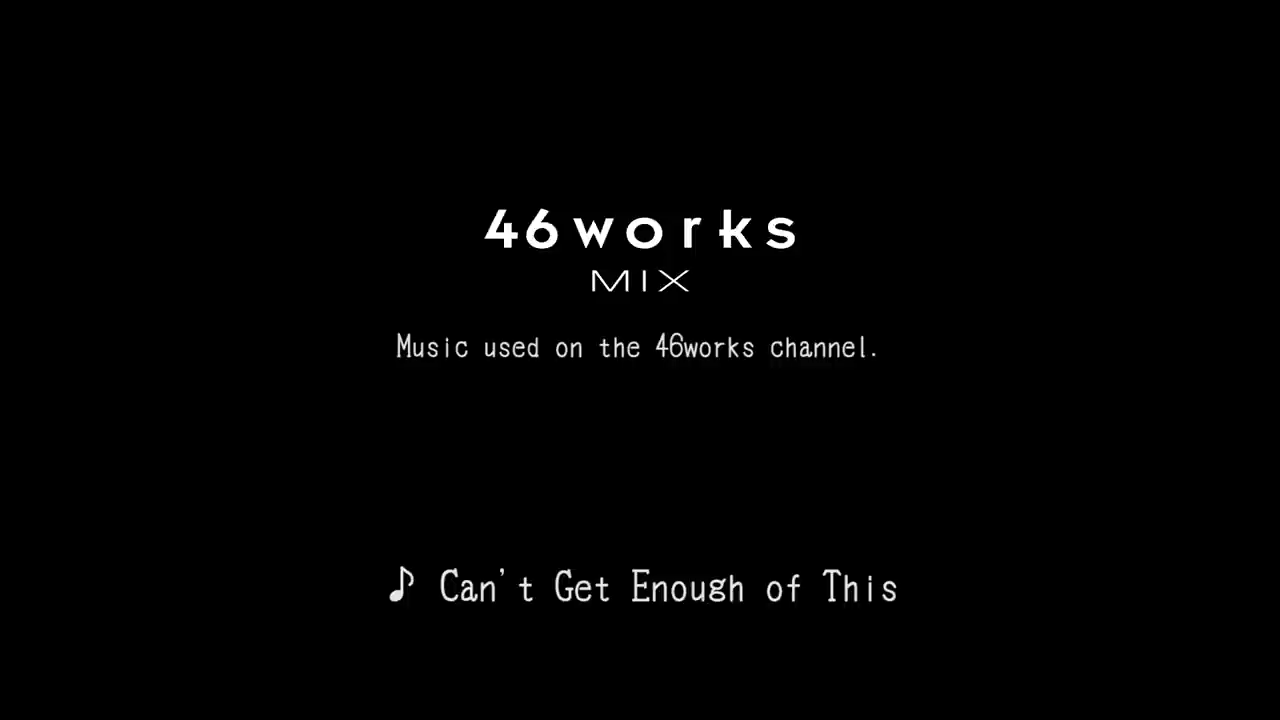 46works
MIX
Music used on the 46works channel.
♪ Can't Get Enough of This